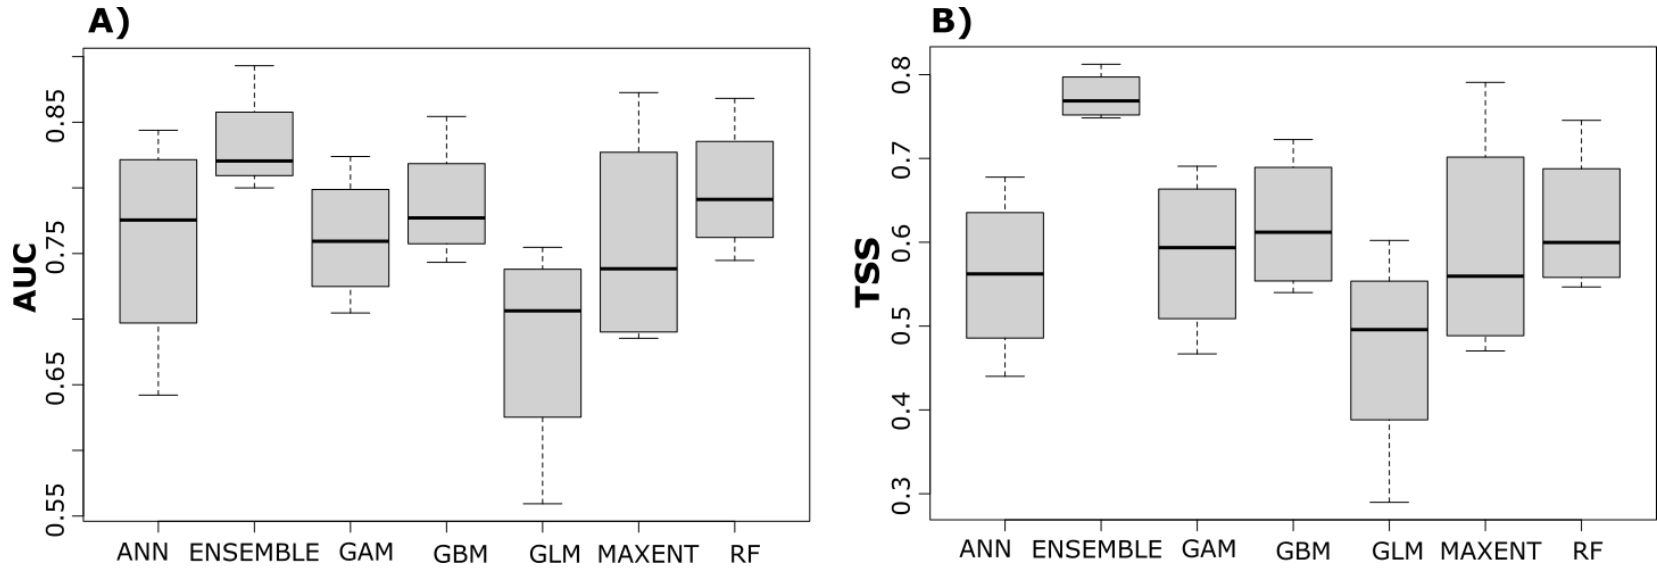 A)
AUC
0.85
0.75
0.65
0.55
ANN ENSEMBLE GAM GBM GLM MAXENT RF
B)
TSS
0.8
0.7
0.6
0.5
0.4
0.3
ANN ENSEMBLE GAM GBM GLM MAXENT RF